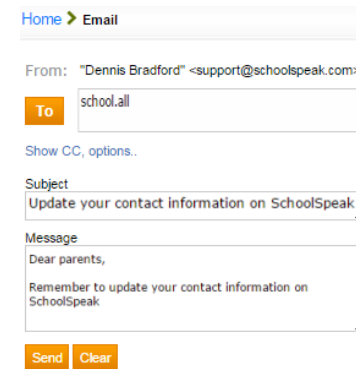 Home > Email
From: "Dennis Bradford" <support@schoolspeak.com>
To
school.all
Show CC, options..
Subject
Update your contact information on SchoolSpeak
Message
Dear parents,
Remember to update your contact information on
SchoolSpeak
Send Clear